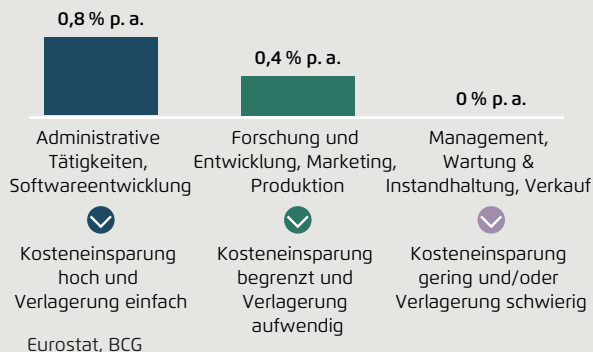 0,8 % p. a.
0,4 % p. a.
0 % p. a.
Administrative
Tätigkeiten,
Softwareentwicklung
Forschung und
Entwicklung, Marketing,
Produktion
Management,
Wartung &
Instandhaltung, Verkauf
Kosteneinsparung
hoch und
Verlagerung einfach
Kosteneinsparung
begrenzt und
Verlagerung
aufwendig
Kosteneinsparung
gering und/oder
Verlagerung schwierig
Eurostat, BCG